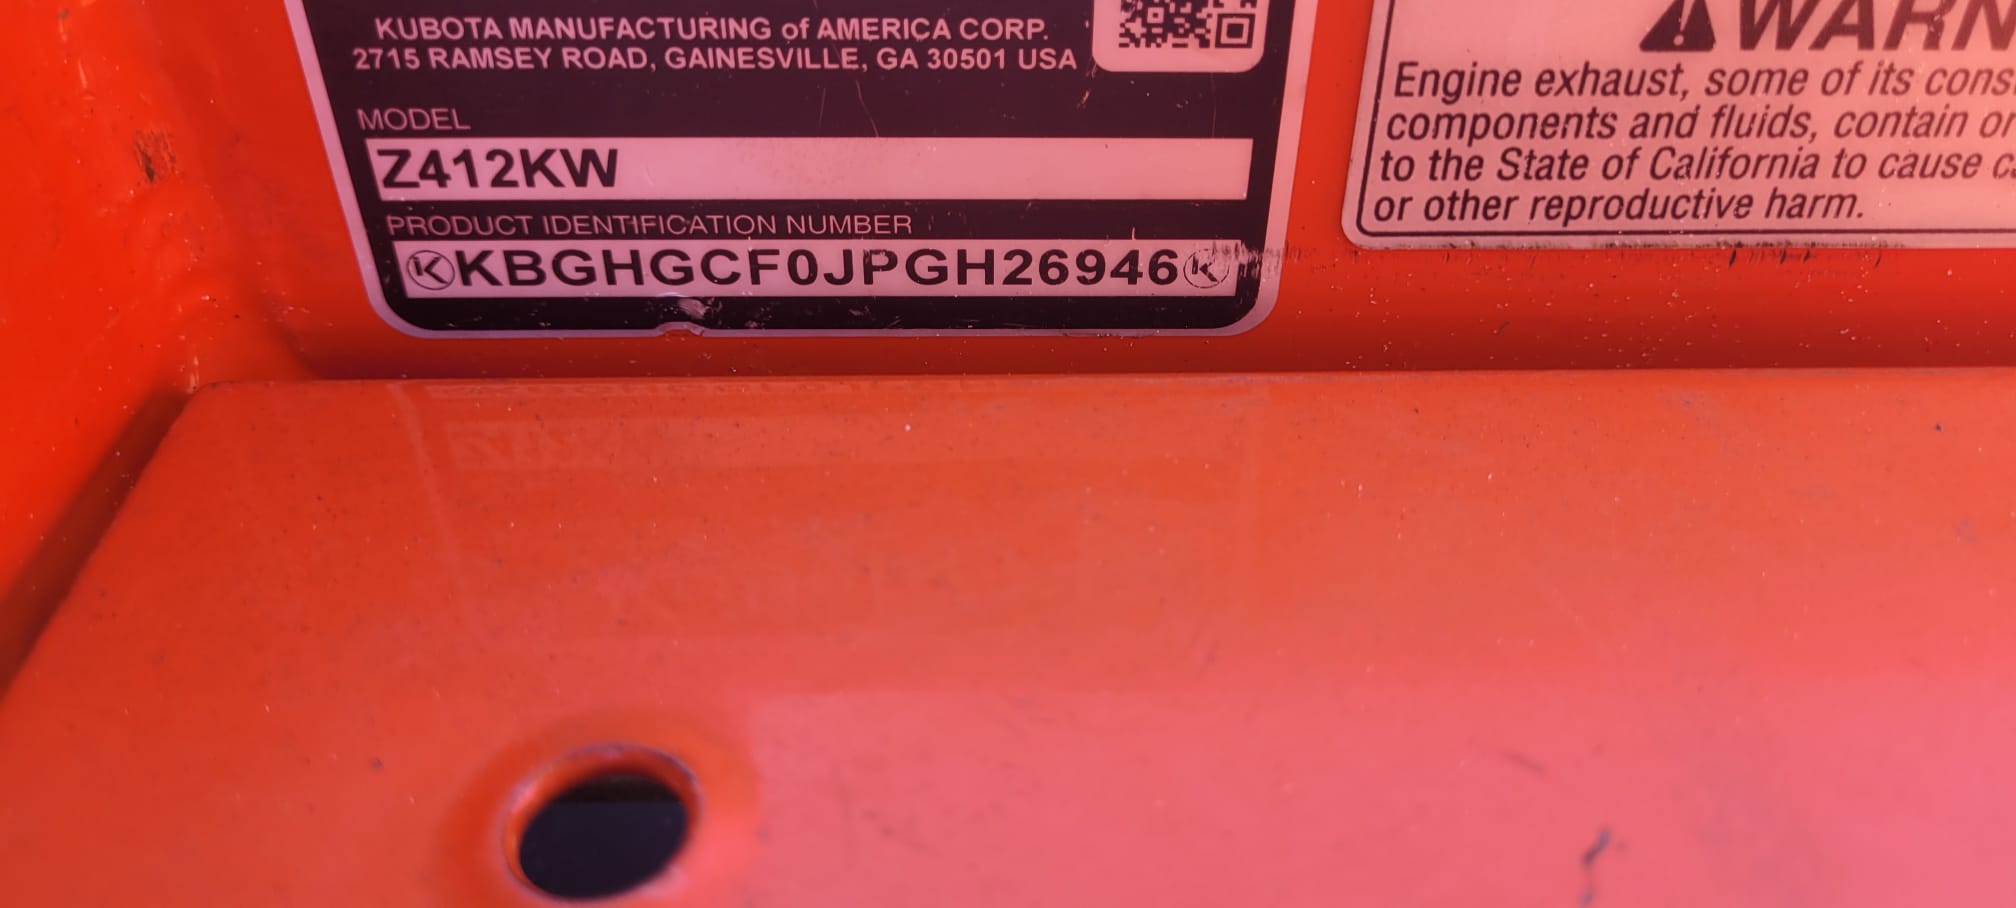 KUBOTA MANUFACTURING of AMERICA CORP.
2715 RAMSEY ROAD, GAINESVILLE, GA 30501 USA
MODEL
Z412KW
PRODUCT IDENTIFICATION NUMBER
KBGHGCF0JPGH26946
WARN
Engine exhaust, some of its cons
components and fluids, contain o
to the State of California to cause c
or other reproductive harm.